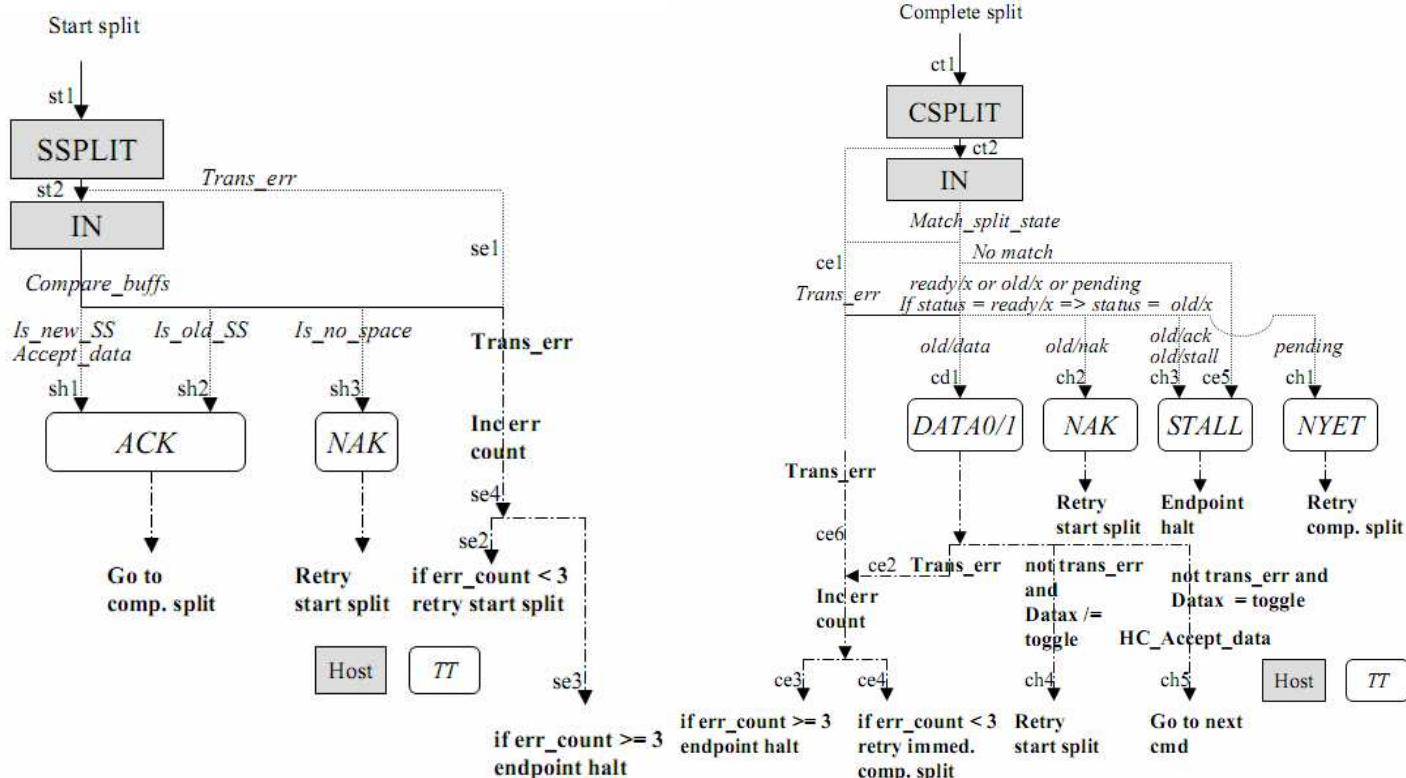 Start split
st1
SSPLIT
st2
Trans_err
IN
se1
Compare_buffs
Is_new_SS
Accept_data
Is_old_SS
Is_no_space
Trans_err
sh1
sh2
sh3
ACK
NAK
Inc err
count
se4
se2
Go to
comp. split
Retry
start split
if err_count < 3
retry start split
Host
TT
se3
if err_count >= 3
endpoint halt
Complete split
ct1
CSPLIT
ct2
IN
Match_split_state
No match
ce1
Trans_err
ready/x or old/x or pending
If status = ready/x => status = old/x
old/data
old/nak
old/ack
old/stall
pending
cd1
ch2
ch3
ce5
ch1
DATA0/1
NAK
STALL
NYET
Trans_err
Retry
start split
Endpoint
halt
Retry
comp. split
ce6
ce2
Trans_err
not trans_err
and
Datax /=
toggle
not trans_err and
Datax = toggle
Inc err
count
HC_Accept_data
ce3
ce4
ch4
ch5
Host
TT
if err_count >= 3
endpoint halt
if err_count < 3
retry immed.
comp. split
Retry
start split
Go to next
cmd